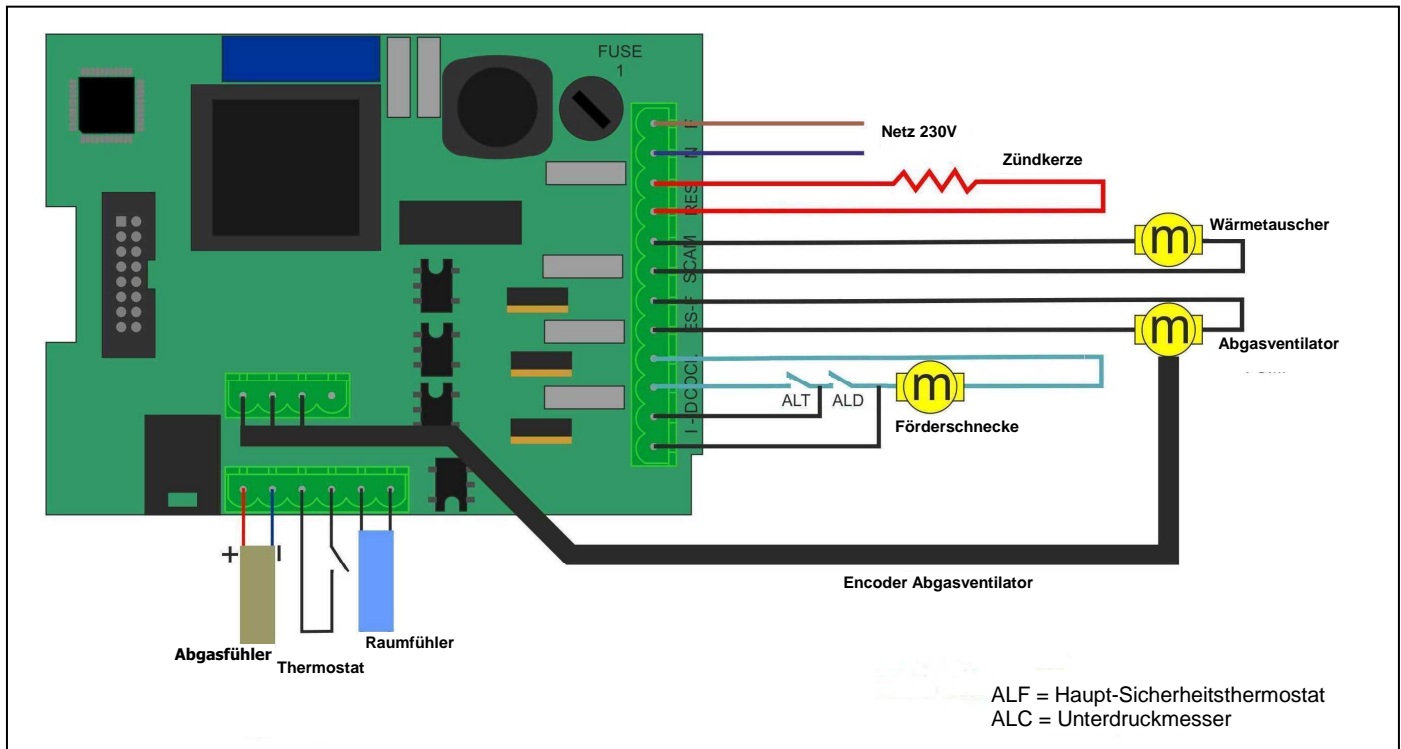 FUSE
1
F
Netz 230V
N
Zündkerze
RES
m
Wärmetauscher
SCAM
m
Abgasventilator
ALT
ALD
m
Förderschnecke
+
Encoder Abgasventilator
Abgasfühler
Thermostat
Raumfühler
ALF = Haupt-Sicherheitsthermostat
ALC = Unterdruckmesser